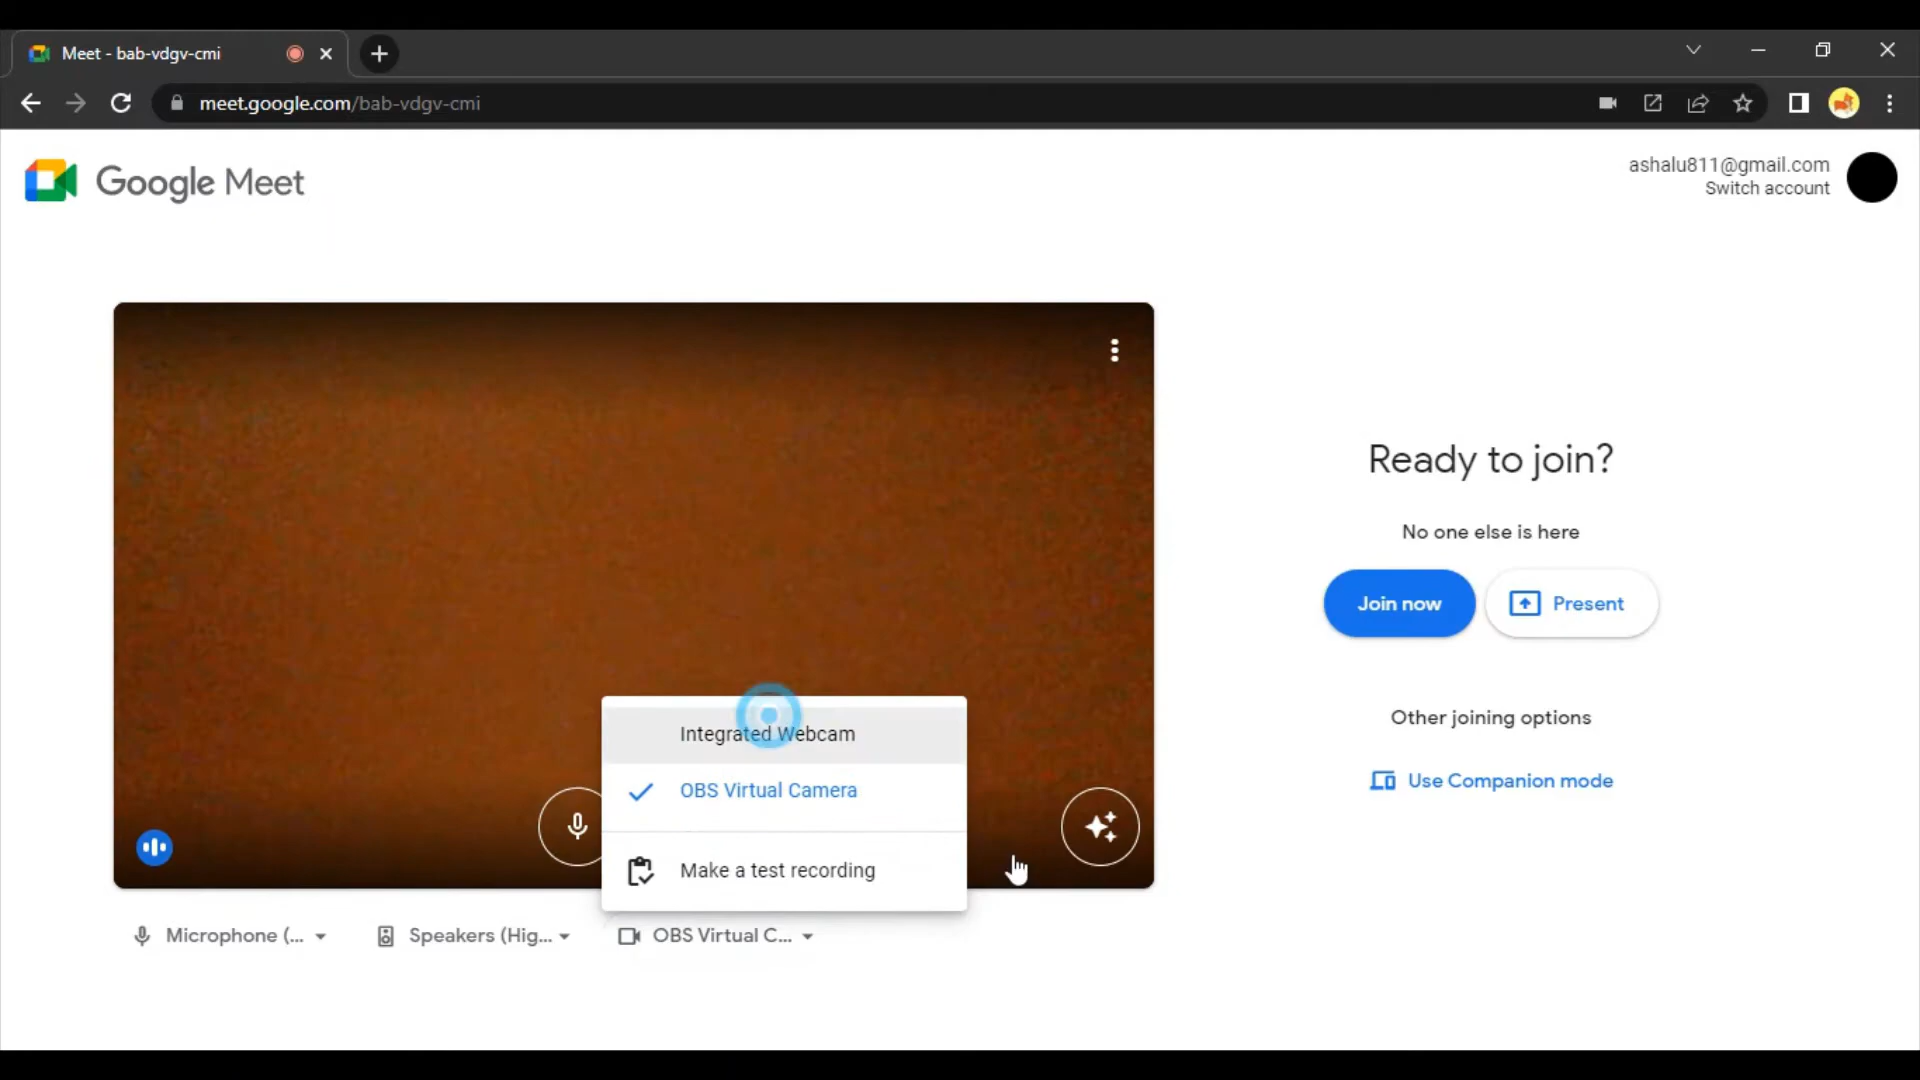 Meet - bab-vdgv-cmi
meet.google.com/bab-vdgv-cmi
Google Meet
ashalu811@gmail.com
Switch account
Ready to join?
No one else is here
Join now
Present
Other joining options
Use Companion mode
Integrated Webcam
OBS Virtual Camera
Make a test recording
Microphone (...
Speakers (Hig...
OBS Virtual C...